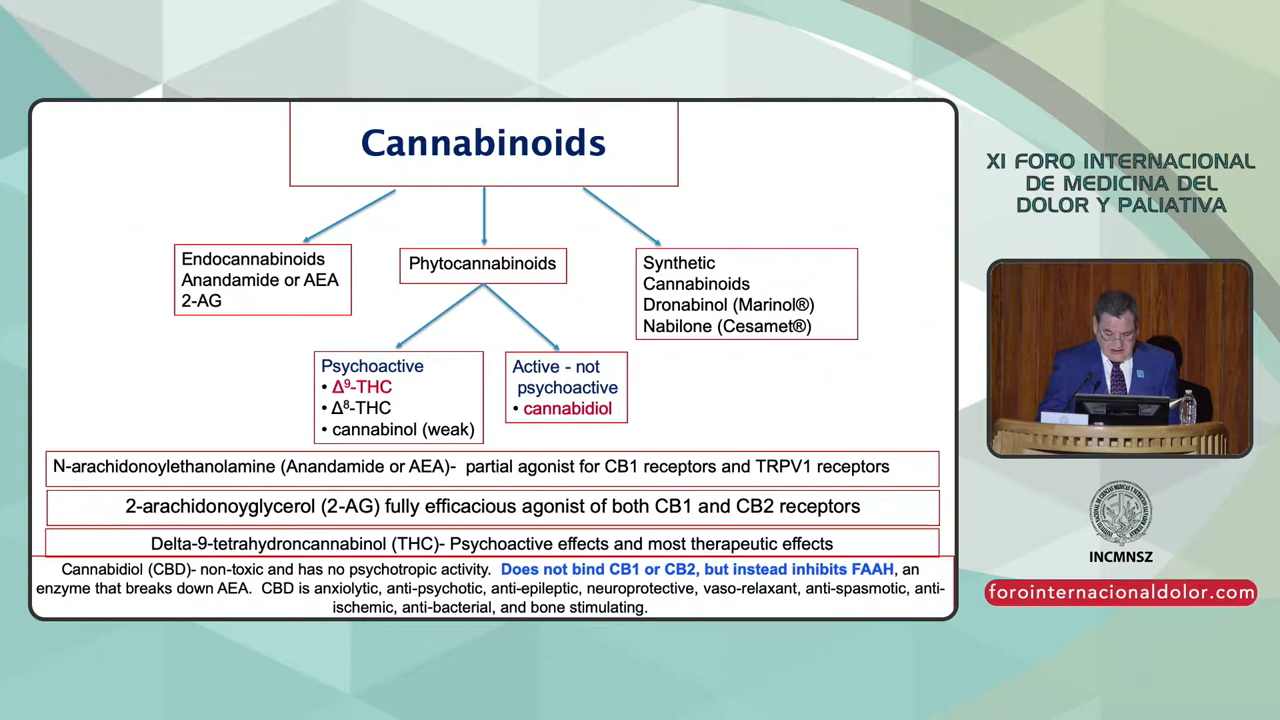 Cannabinoids
Endocannabinoids
Anandamide or AEA
2-AG
Phytocannabinoids
Synthetic
Cannabinoids
Dronabinol (Marinol®)
Nabilone (Cesamet®)
Psychoactive
• Δ⁹-THC
• Δ⁸-THC
• cannabinol (weak)
Active - not
psychoactive
• cannabidiol
N-arachidonoylethanolamine (Anandamide or AEA)- partial agonist for CB1 receptors and TRPV1 receptors
2-arachidonoyglycerol (2-AG) fully efficacious agonist of both CB1 and CB2 receptors
Delta-9-tetrahydroncannabinol (THC)- Psychoactive effects and most therapeutic effects
Cannabidiol (CBD)- non-toxic and has no psychotropic activity. Does not bind CB1 or CB2, but instead inhibits FAAH, an
enzyme that breaks down AEA. CBD is anxiolytic, anti-psychotic, anti-epileptic, neuroprotective, vaso-relaxant, anti-spasmotic, anti-
ischemic, anti-bacterial, and bone stimulating.
XI FORO INTERNACIONAL
DE MEDICINA DEL
DOLOR Y PALIATIVA
INCMNSZ
forointernacionaldolor.com